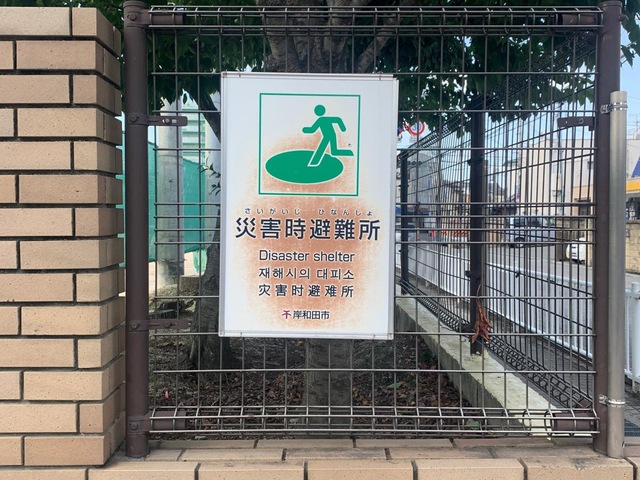 さいがいじ ひなんしょ
災害時避難所
Disaster shelter
재해시의 대피소
灾害时避难所
岸和田市